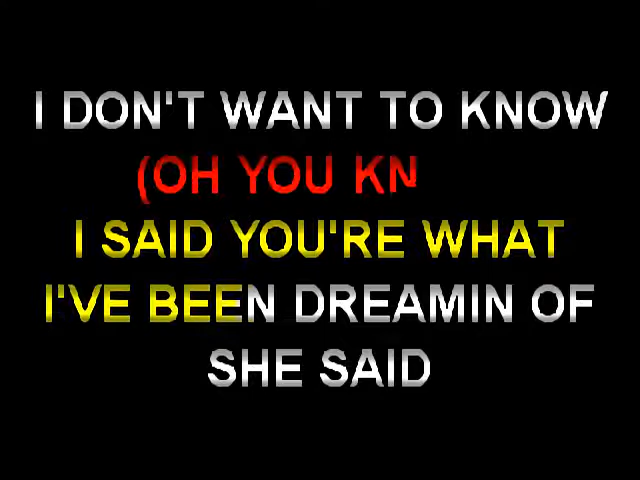 I DON'T WANT TO KNOW
(OH YOU KN
I SAID YOU'RE WHAT
I'VE BEEN DREAMIN OF
SHE SAID